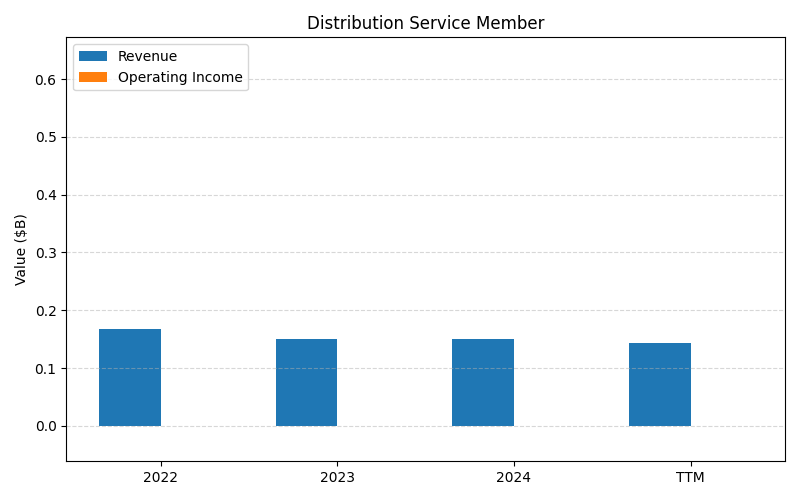 Distribution Service Member
Revenue
Operating Income
Value ($B)
0.6
0.5
0.4
0.3
0.2
0.1
0.0
2022
2023
2024
TTM